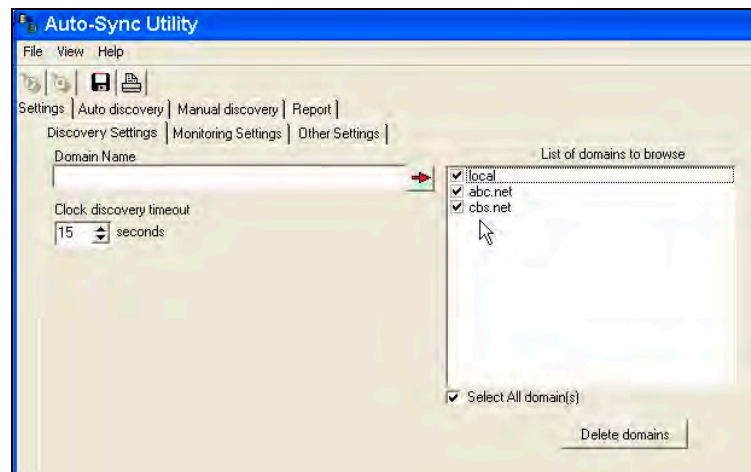 Auto-Sync Utility
File View Help
Settings Auto discovery Manual discovery Report
Discovery Settings Monitoring Settings Other Settings
Domain Name
List of domains to browse
local
abc.net
cbs.net
Clock discovery timeout
15 seconds
Select All domain(s)
Delete domains